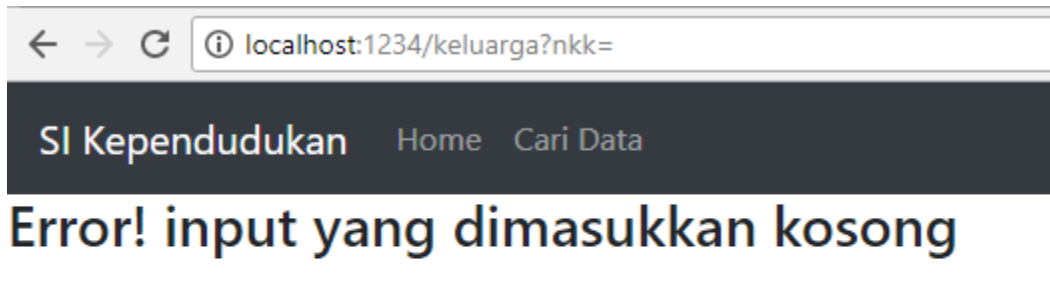 localhost:1234/keluarga?nkk=
SI Kependudukan Home Cari Data
Error! input yang dimasukkan kosong